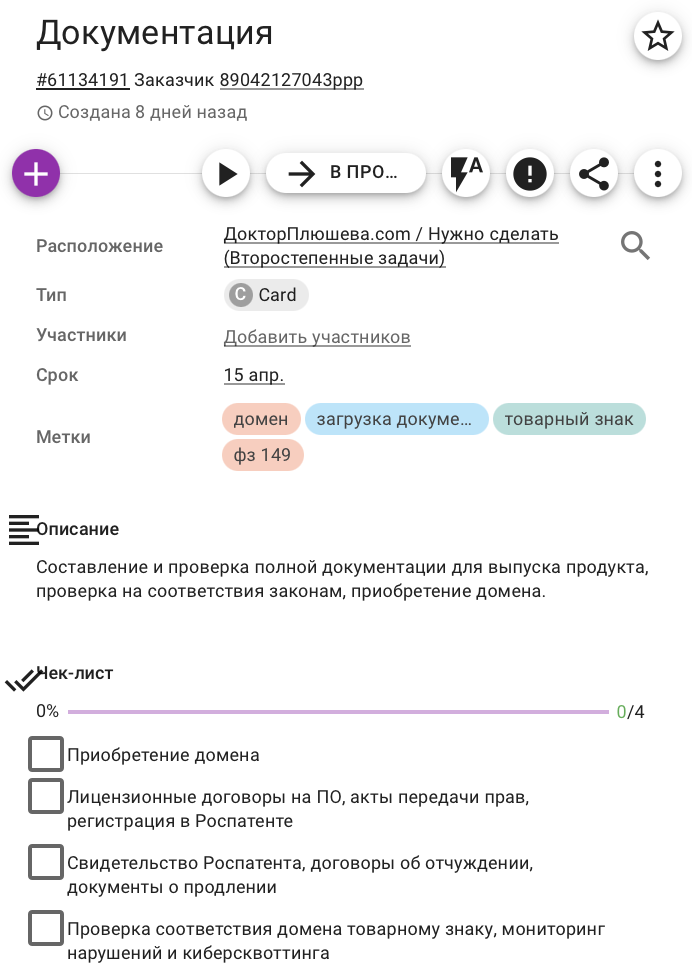 Документация
#61134191 Заказчик 89042127043ppp
Создана 8 дней назад
В ПРО...
A
Расположение
ДокторПлюшева.com / Нужно сделать
(Второстепенные задачи)
Тип
C Card
Участники
Добавить участников
Срок
15 апр.
Метки
домен
загрузка докуме...
товарный знак
фз 149
Описание
Составление и проверка полной документации для выпуска продукта,
проверка на соответствия законам, приобретение домена.
Чек-лист
0%
0/4
Приобретение домена
Лицензионные договоры на ПО, акты передачи прав,
регистрация в Роспатенте
Свидетельство Роспатента, договоры об отчуждении,
документы о продлении
Проверка соответствия домена товарному знаку, мониторинг
нарушений и киберсквоттинга